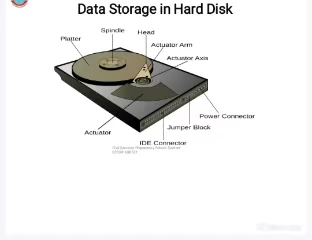 Data Storage in Hard Disk
Spindle
Head
Platter
Actuator Arm
Actuator Axis
Power Connector
Jumper Block
Actuator
IDE Connector